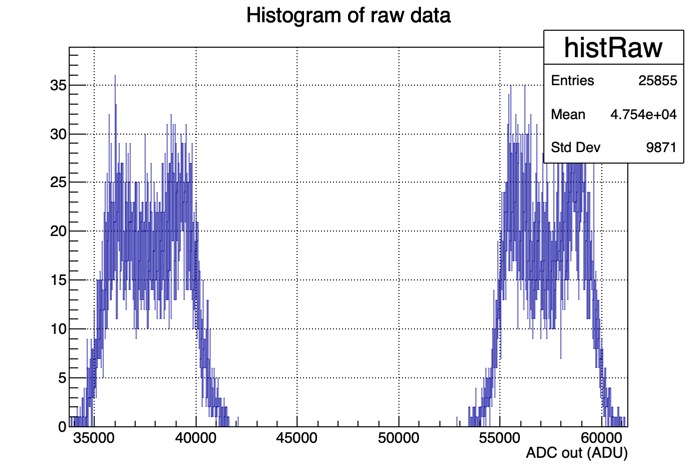 Histogram of raw data
histRaw
Entries 25855
Mean 4.754e+04
Std Dev 9871
35
30
25
20
15
10
5
0
35000 40000 45000 50000 55000 60000
ADC out (ADU)